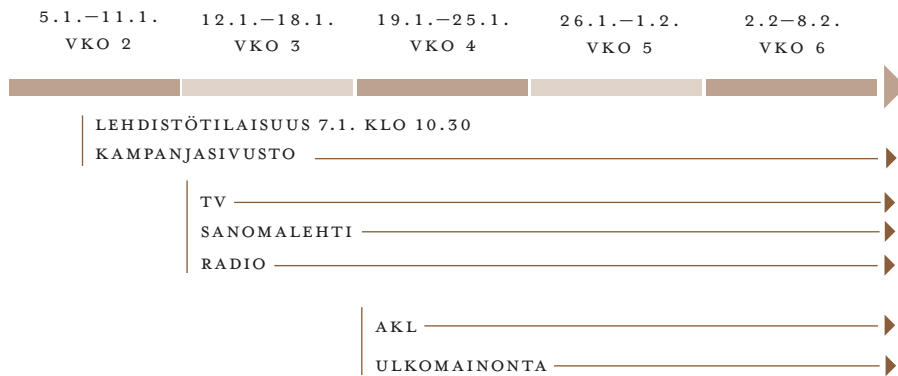 5.1.–11.1. 12.1.–18.1. 19.1.–25.1. 26.1.–1.2. 2.2–8.2.
VKO 2 VKO 3 VKO 4 VKO 5 VKO 6
LEHDISTÖTILAISUUS 7.1. KLO 10.30
KAMPANJASIVUSTO
TV
SANOMALEHTI
RADIO
AKL
ULKOMAINONTA